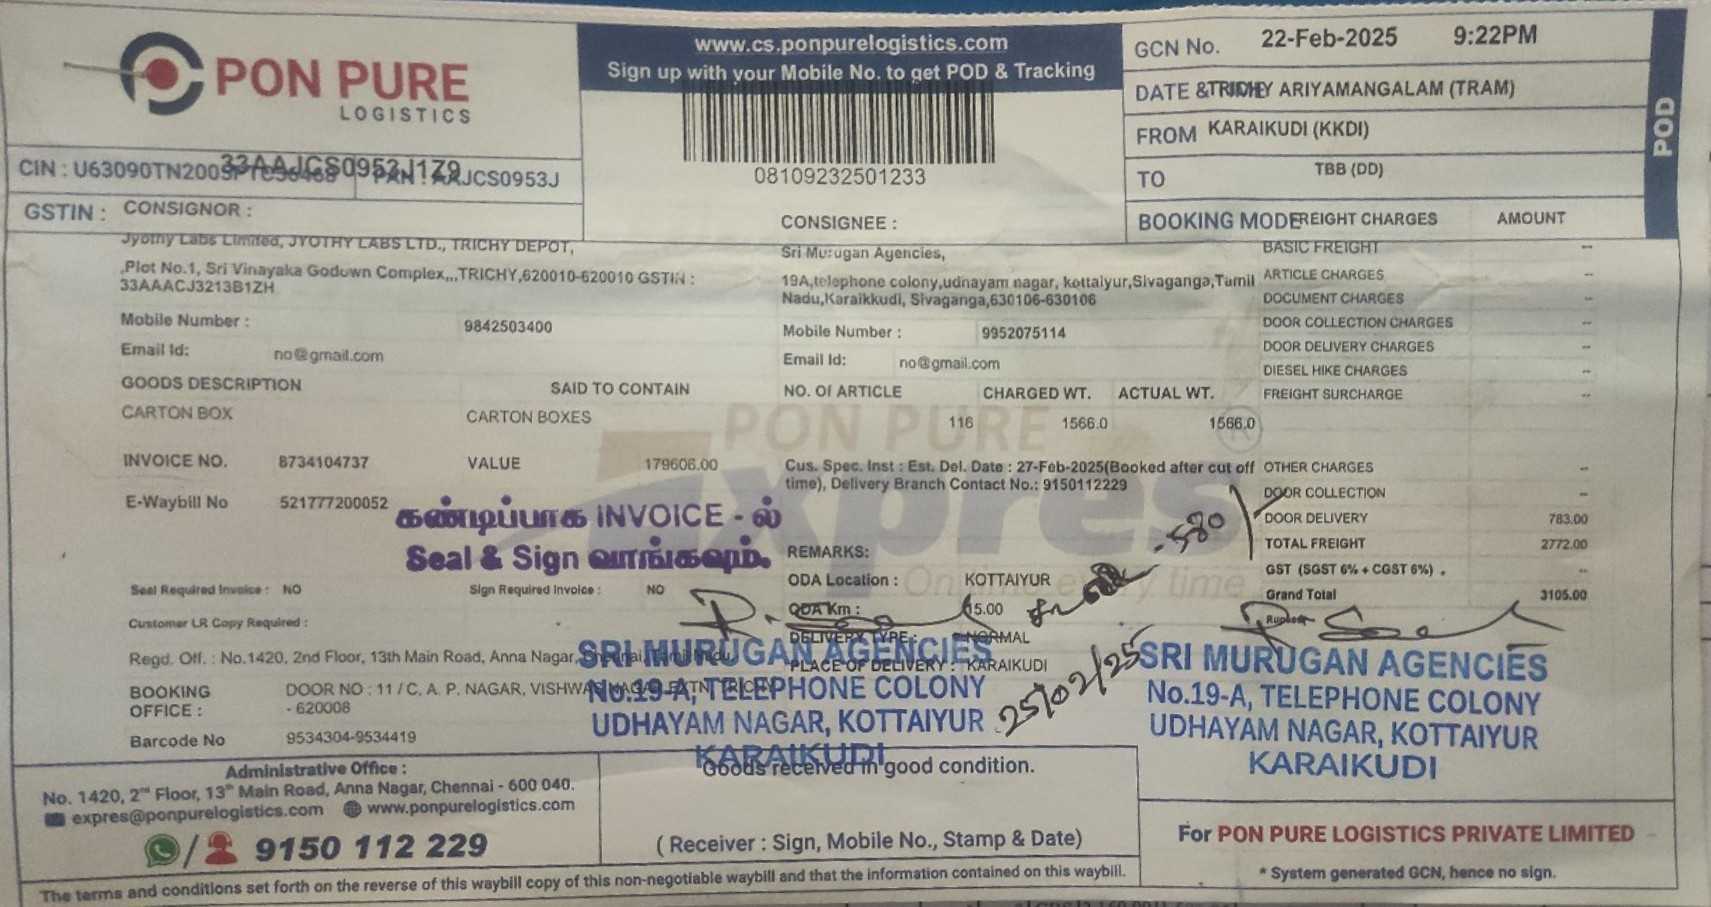 PON PURE
LOGISTICS
www.cs.ponpurelogistics.com
Sign up with your Mobile No. to get POD & Tracking
08109232501233
GCN No. 22-Feb-2025 9:22PM
DATE & TRICHY ARIYAMANGALAM (TRAM)
FROM KARAIKUDI (KKDI)
TO TBB (DD)
BOOKING MODE FREIGHT CHARGES AMOUNT
POD
CIN : PAN : AAJCS0953J
33AAJCS0953J1Z9
GSTIN : CONSIGNOR :
Jyothy Labs Limited, JYOTHY LABS LTD., TRICHY DEPOT,
,Plot No.1, Sri Vinayaka Godown Complex,,,TRICHY,620010-620010 GSTIN :
33AAACJ3213B1ZH
Mobile Number : 9842503400
Email Id: no@gmail.com
CONSIGNEE :
Sri Murugan Agencies,
19A,telephone colony,udnayam nagar, kottaiyur,Sivaganga,Tamil
Nadu,Karaikkudi, Sivaganga,630106-630106
Mobile Number : 9952075114
Email Id: no@gmail.com
BASIC FREIGHT --
ARTICLE CHARGES --
DOCUMENT CHARGES --
DOOR COLLECTION CHARGES --
DOOR DELIVERY CHARGES --
DIESEL HIKE CHARGES --
FREIGHT SURCHARGE --
GOODS DESCRIPTION SAID TO CONTAIN NO. Of ARTICLE CHARGED WT. ACTUAL WT.
CARTON BOX CARTON BOXES 116 1566.0 1566.0
PON PURE
Expres
On time every time
INVOICE NO. 8734104737 VALUE 179606.00
E-Waybill No 521777200052
Cus. Spec. Inst : Est. Del. Date : 27-Feb-2025(Booked after cut off
time), Delivery Branch Contact No.: 9150112229
OTHER CHARGES --
DOOR COLLECTION --
DOOR DELIVERY 783.00
TOTAL FREIGHT 2772.00
GST (SGST 6% + CGST 6%) . --
Grand Total 3105.00
Rupees
கண்டிப்பாக INVOICE - ல்
Seal & Sign வாங்கவும்.
Seal Required Invoice : NO Sign Required Invoice : NO
Customer LR Copy Required :
REMARKS:
ODA Location : KOTTAIYUR
ODA Km : 15.00
DELIVERY TYPE : NORMAL
PLACE OF DELIVERY : KARAIKUDI
- 580
25/02/25
Regd. Off. : No.1420, 2nd Floor, 13th Main Road, Anna Nagar, Chennai, Tamil Nadu
BOOKING OFFICE : DOOR NO : 11 / C, A. P. NAGAR, VISHWAS NAGAR EXTN, TRICHY
- 620008
Barcode No 9534304-9534419
SRI MURUGAN AGENCIES
No.19-A, TELEPHONE COLONY
UDHAYAM NAGAR, KOTTAIYUR
KARAIKUDI
SRI MURUGAN AGENCIES
No.19-A, TELEPHONE COLONY
UDHAYAM NAGAR, KOTTAIYUR
KARAIKUDI
Administrative Office :
No. 1420, 2nd Floor, 13th Main Road, Anna Nagar, Chennai - 600 040.
expres@ponpurelogistics.com www.ponpurelogistics.com
/ 9150 112 229
Goods received in good condition.
( Receiver : Sign, Mobile No., Stamp & Date)
For PON PURE LOGISTICS PRIVATE LIMITED
* System generated GCN, hence no sign.
The terms and conditions set forth on the reverse of this waybill copy of this non-negotiable waybill and that the information contained on this waybill.